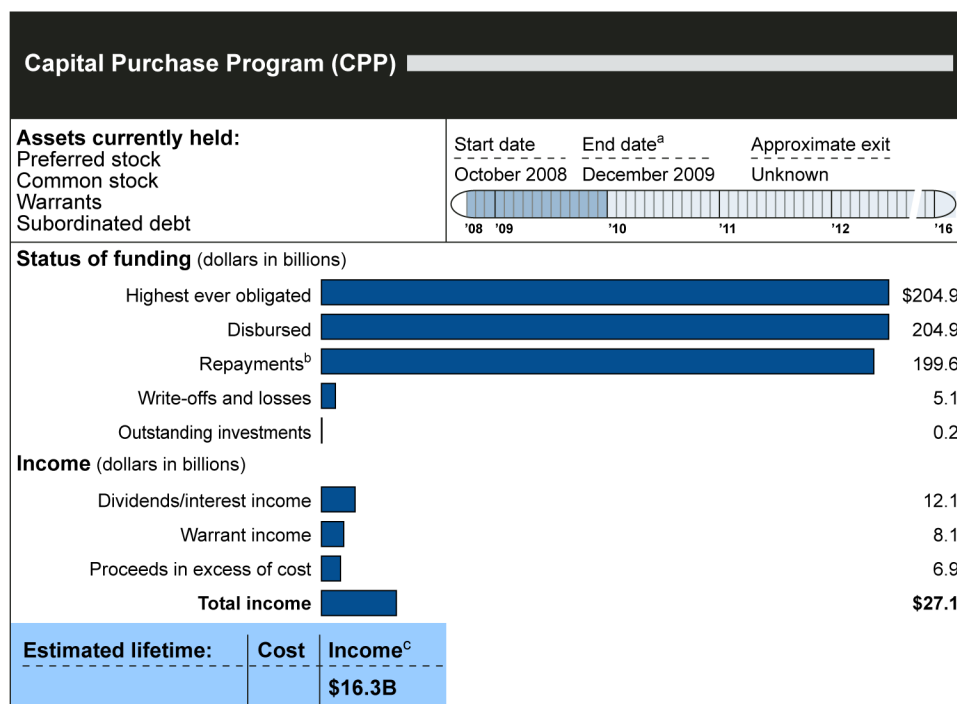 Capital Purchase Program (CPP)
Assets currently held:
Preferred stock
Common stock
Warrants
Subordinated debt
Start date End dateᵃ Approximate exit
October 2008 December 2009 Unknown
’08 ’09 ’10 ’11 ’12 ’16
Status of funding (dollars in billions)
Highest ever obligated $204.9
Disbursed 204.9
Repaymentsᵇ 199.6
Write-offs and losses 5.1
Outstanding investments 0.2
Income (dollars in billions)
Dividends/interest income 12.1
Warrant income 8.1
Proceeds in excess of cost 6.9
Total income $27.1
Estimated lifetime: Cost Incomeᶜ
$16.3B